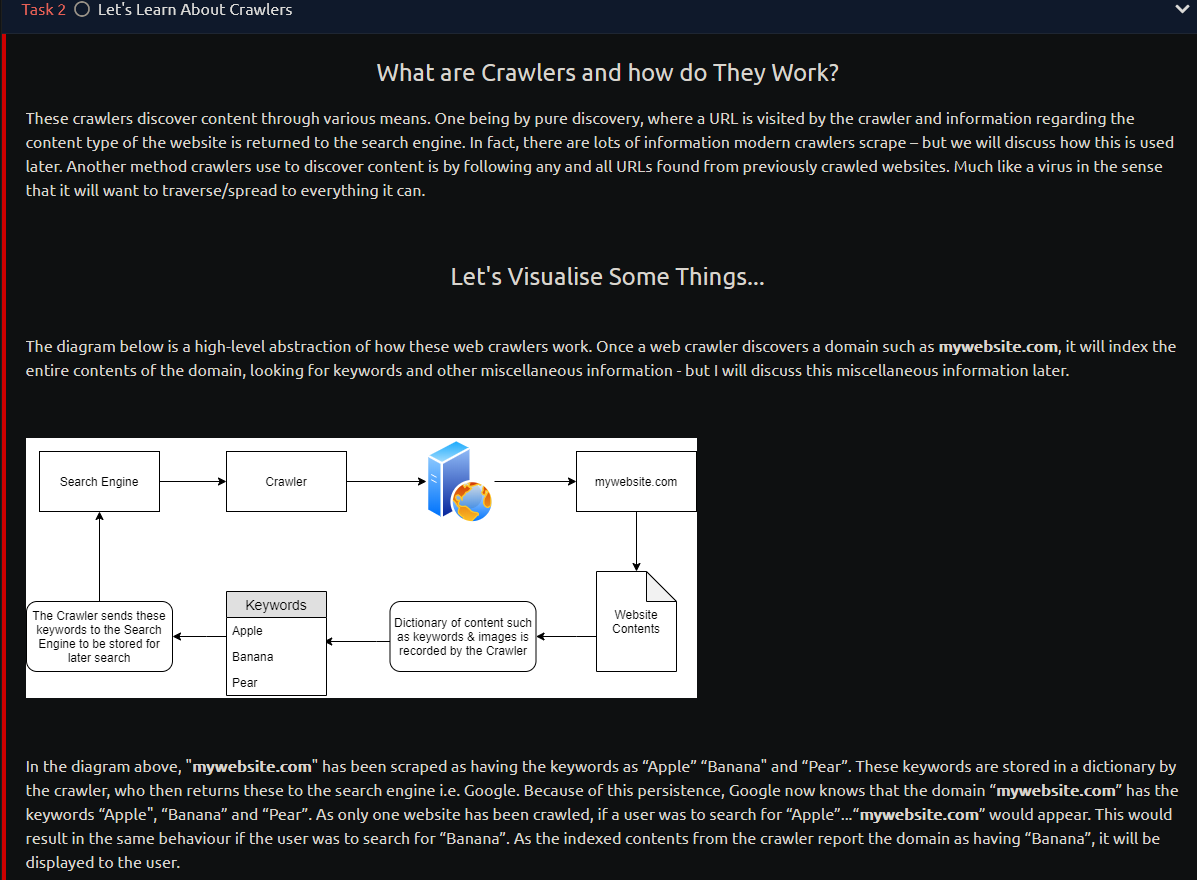 Task 2 Let's Learn About Crawlers
What are Crawlers and how do They Work?
These crawlers discover content through various means. One being by pure discovery, where a URL is visited by the crawler and information regarding the
content type of the website is returned to the search engine. In fact, there are lots of information modern crawlers scrape – but we will discuss how this is used
later. Another method crawlers use to discover content is by following any and all URLs found from previously crawled websites. Much like a virus in the sense
that it will want to traverse/spread to everything it can.
Let's Visualise Some Things...
The diagram below is a high-level abstraction of how these web crawlers work. Once a web crawler discovers a domain such as mywebsite.com, it will index the
entire contents of the domain, looking for keywords and other miscellaneous information - but I will discuss this miscellaneous information later.
Search Engine
Crawler
mywebsite.com
Website
Contents
Dictionary of content such
as keywords & images is
recorded by the Crawler
Keywords
Apple
Banana
Pear
The Crawler sends these
keywords to the Search
Engine to be stored for
later search
In the diagram above, "mywebsite.com" has been scraped as having the keywords as “Apple” “Banana" and “Pear”. These keywords are stored in a dictionary by
the crawler, who then returns these to the search engine i.e. Google. Because of this persistence, Google now knows that the domain “mywebsite.com” has the
keywords “Apple", “Banana” and “Pear”. As only one website has been crawled, if a user was to search for “Apple”...“mywebsite.com” would appear. This would
result in the same behaviour if the user was to search for “Banana”. As the indexed contents from the crawler report the domain as having “Banana”, it will be
displayed to the user.